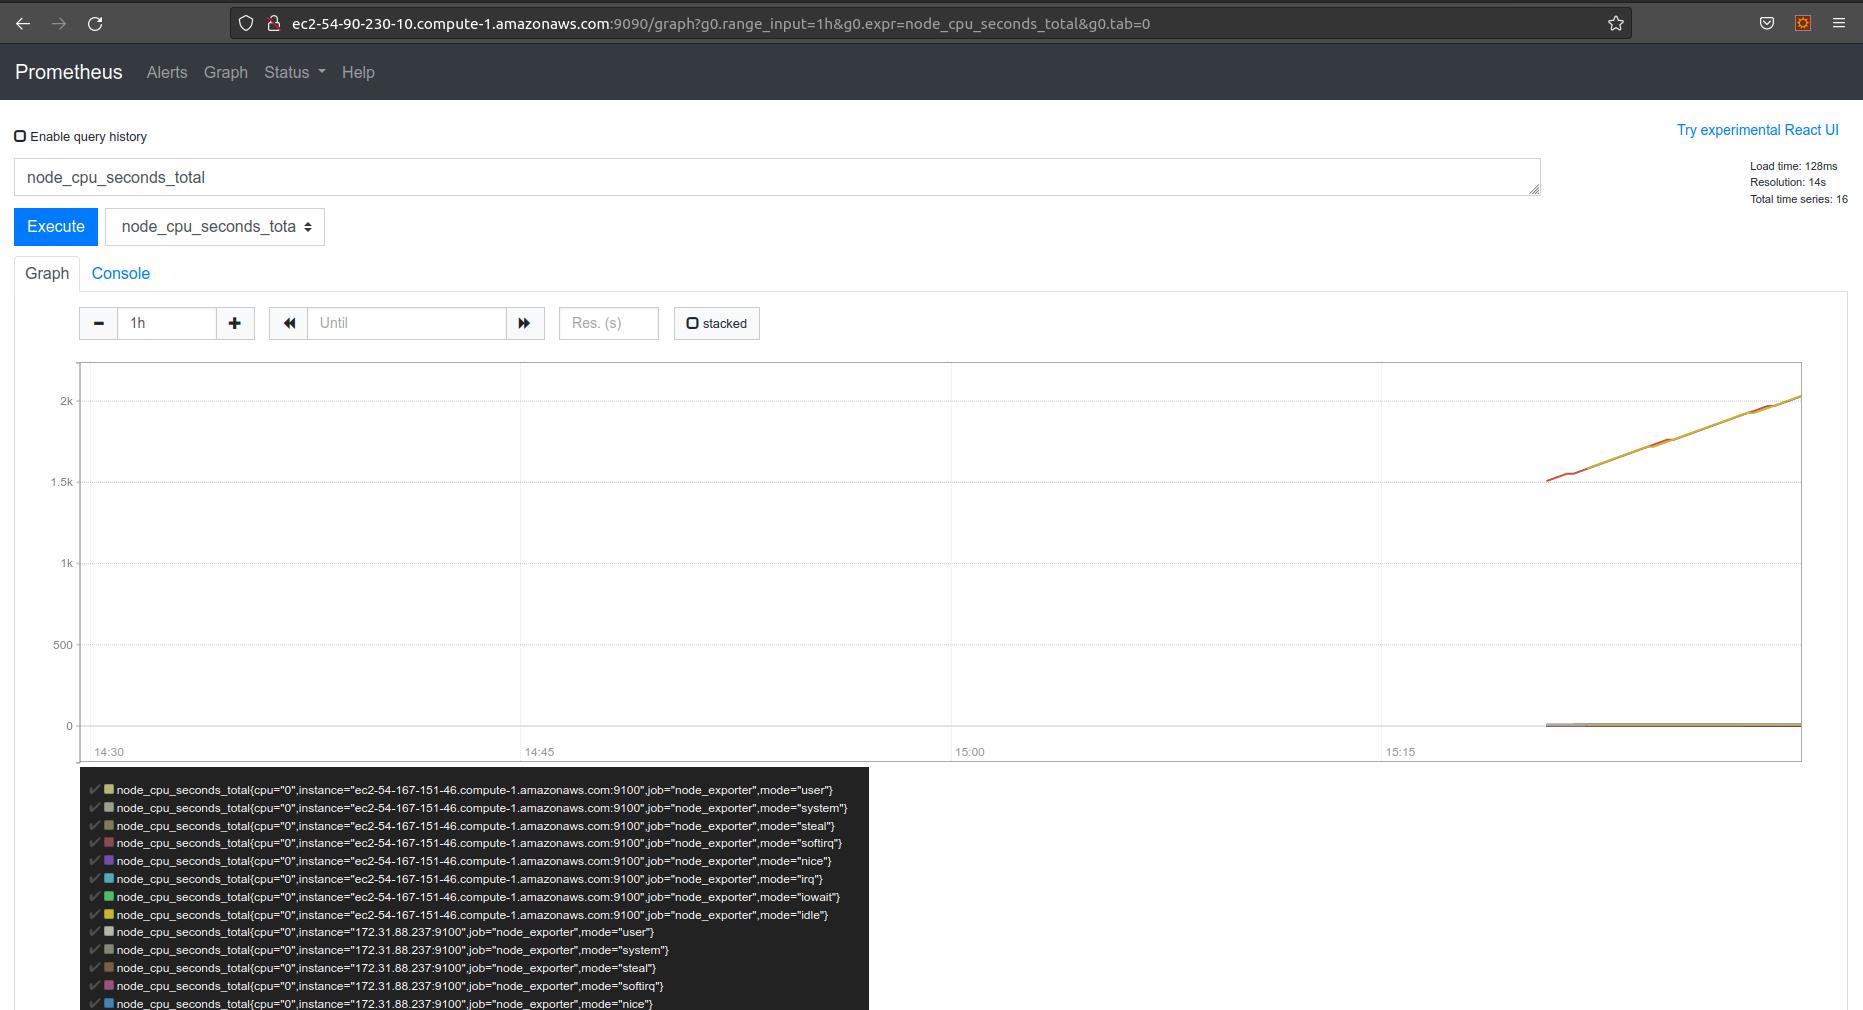 ec2-54-90-230-10.compute-1.amazonaws.com:9090/graph?g0.range_input=1h&g0.expr=node_cpu_seconds_total&g0.tab=0
Prometheus Alerts Graph Status Help
Enable query history
Try experimental React UI
node_cpu_seconds_total
Load time: 128ms
Resolution: 14s
Total time series: 16
Execute node_cpu_seconds_tota
Graph Console
1h Until Res. (s) stacked
2k
1.5k
1k
500
0
14:30 14:45 15:00 15:15
node_cpu_seconds_total{cpu="0",instance="ec2-54-167-151-46.compute-1.amazonaws.com:9100",job="node_exporter",mode="user"}
node_cpu_seconds_total{cpu="0",instance="ec2-54-167-151-46.compute-1.amazonaws.com:9100",job="node_exporter",mode="system"}
node_cpu_seconds_total{cpu="0",instance="ec2-54-167-151-46.compute-1.amazonaws.com:9100",job="node_exporter",mode="steal"}
node_cpu_seconds_total{cpu="0",instance="ec2-54-167-151-46.compute-1.amazonaws.com:9100",job="node_exporter",mode="softirq"}
node_cpu_seconds_total{cpu="0",instance="ec2-54-167-151-46.compute-1.amazonaws.com:9100",job="node_exporter",mode="nice"}
node_cpu_seconds_total{cpu="0",instance="ec2-54-167-151-46.compute-1.amazonaws.com:9100",job="node_exporter",mode="irq"}
node_cpu_seconds_total{cpu="0",instance="ec2-54-167-151-46.compute-1.amazonaws.com:9100",job="node_exporter",mode="iowait"}
node_cpu_seconds_total{cpu="0",instance="ec2-54-167-151-46.compute-1.amazonaws.com:9100",job="node_exporter",mode="idle"}
node_cpu_seconds_total{cpu="0",instance="172.31.88.237:9100",job="node_exporter",mode="user"}
node_cpu_seconds_total{cpu="0",instance="172.31.88.237:9100",job="node_exporter",mode="system"}
node_cpu_seconds_total{cpu="0",instance="172.31.88.237:9100",job="node_exporter",mode="steal"}
node_cpu_seconds_total{cpu="0",instance="172.31.88.237:9100",job="node_exporter",mode="softirq"}
node_cpu_seconds_total{cpu="0",instance="172.31.88.237:9100",job="node_exporter",mode="nice"}